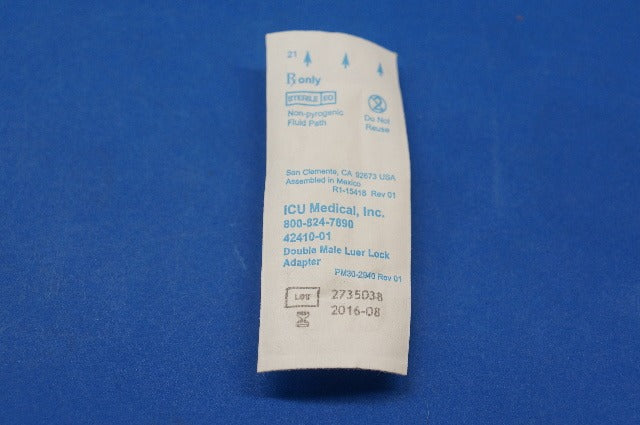 21
Rx only
STERILE EO
Non-pyrogenic
Fluid Path
2
Do Not
Reuse
San Clemente, CA 92673 USA
Assembled in Mexico
R1-15418 Rev 01
ICU Medical, Inc.
800-824-7890
42410-01
Double Male Luer Lock
Adapter
PM30-2940 Rev 01
LOT 2735038
2016-08